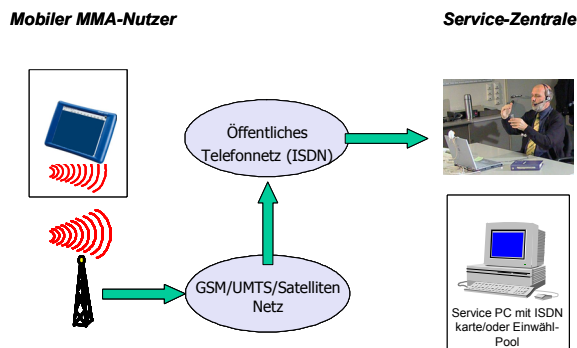 Mobiler MMA-Nutzer
Service-Zentrale
Öffentliches
Telefonnetz (ISDN)
GSM/UMTS/Satelliten
Netz
Service PC mit ISDN
karte/oder Einwähl-
Pool